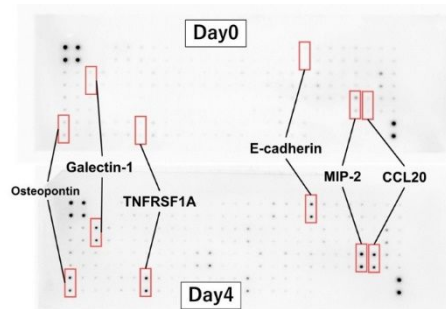 Day0
E-cadherin
Galectin-1
MIP-2
CCL20
Osteopontin
TNFRSF1A
Day4